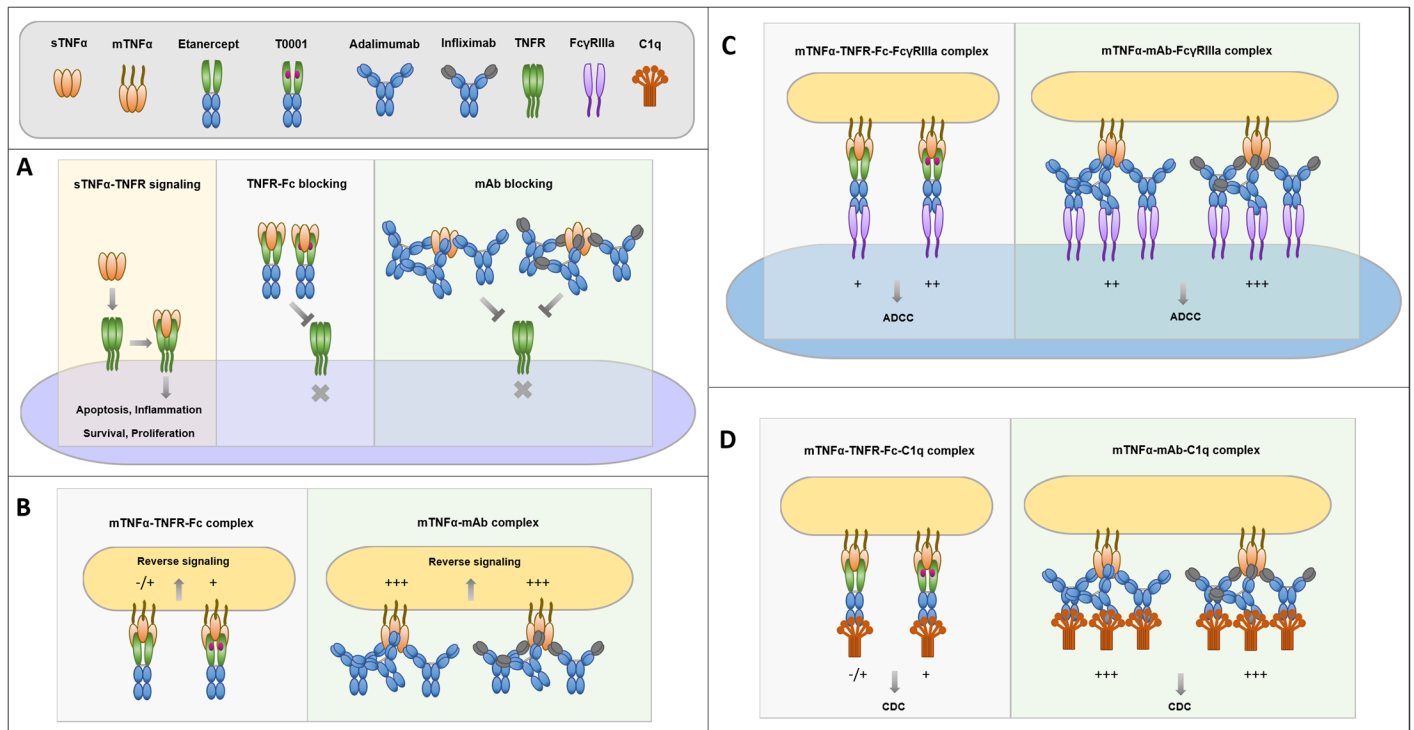 sTNFα mTNFα Etanercept T0001 Adalimumab Infliximab TNFR FcγRIIIa C1q
A
sTNFα-TNFR signaling
TNFR-Fc blocking
mAb blocking
Apoptosis, Inflammation
Survival, Proliferation
B
mTNFα-TNFR-Fc complex
Reverse signaling
-/+ +
mTNFα-mAb complex
Reverse signaling
+++ +++
C
mTNFα-TNFR-Fc-FcγRIIIa complex
+ ++
ADCC
mTNFα-mAb-FcγRIIIa complex
++ +++
ADCC
D
mTNFα-TNFR-Fc-C1q complex
-/+ +
CDC
mTNFα-mAb-C1q complex
+++ +++
CDC